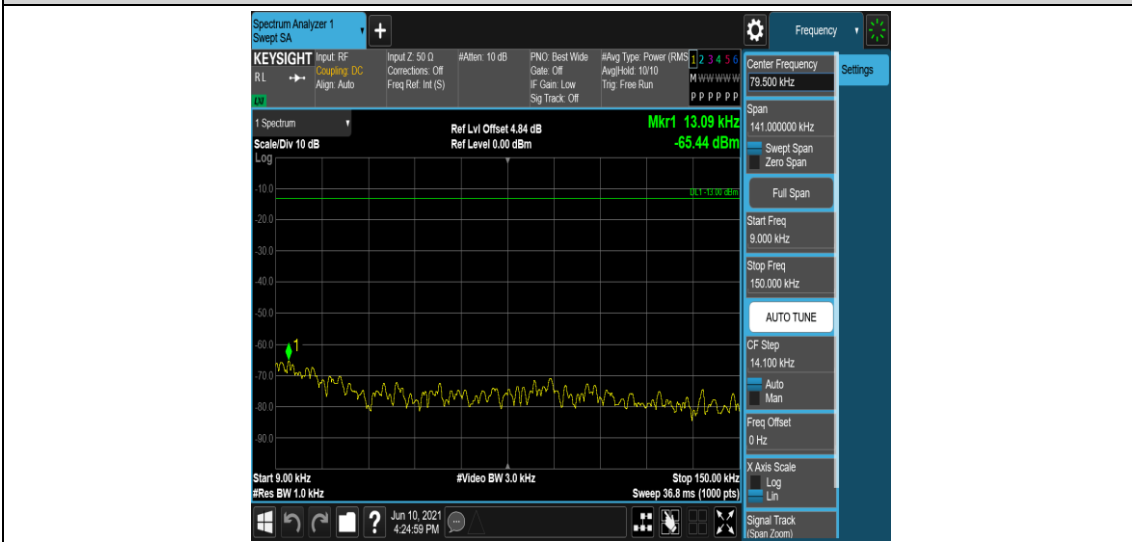 Spectrum Analyzer 1
Swept SA
+
Frequency
KEYSIGHT
RL
LXI
Input: RF
Coupling: DC
Align: Auto
Input Z: 50 Ω
Corrections: Off
Freq Ref: Int (S)
#Atten: 10 dB
PNO: Best Wide
Gate: Off
IF Gain: Low
Sig Track: Off
#Avg Type: Power (RMS
Avg|Hold: 10/10
Trig: Free Run
1 2 3 4 5 6
M W W W W W
P P P P P P
Center Frequency
79.500 kHz
Settings
1 Spectrum
Scale/Div 10 dB
Log
Ref Lvl Offset 4.84 dB
Ref Level 0.00 dBm
Mkr1 13.09 kHz
-65.44 dBm
DL1 -13.00 dBm
-10.0
-20.0
-30.0
-40.0
-50.0
-60.0
-70.0
-80.0
-90.0
1
Start 9.00 kHz
#Res BW 1.0 kHz
#Video BW 3.0 kHz
Stop 150.00 kHz
Sweep 36.8 ms (1000 pts)
Span
141.000000 kHz
Swept Span
Zero Span
Full Span
Start Freq
9.000 kHz
Stop Freq
150.000 kHz
AUTO TUNE
CF Step
14.100 kHz
Auto
Man
Freq Offset
0 Hz
X Axis Scale
Log
Lin
Signal Track
(Span Zoom)
?
Jun 10, 2021
4:24:59 PM